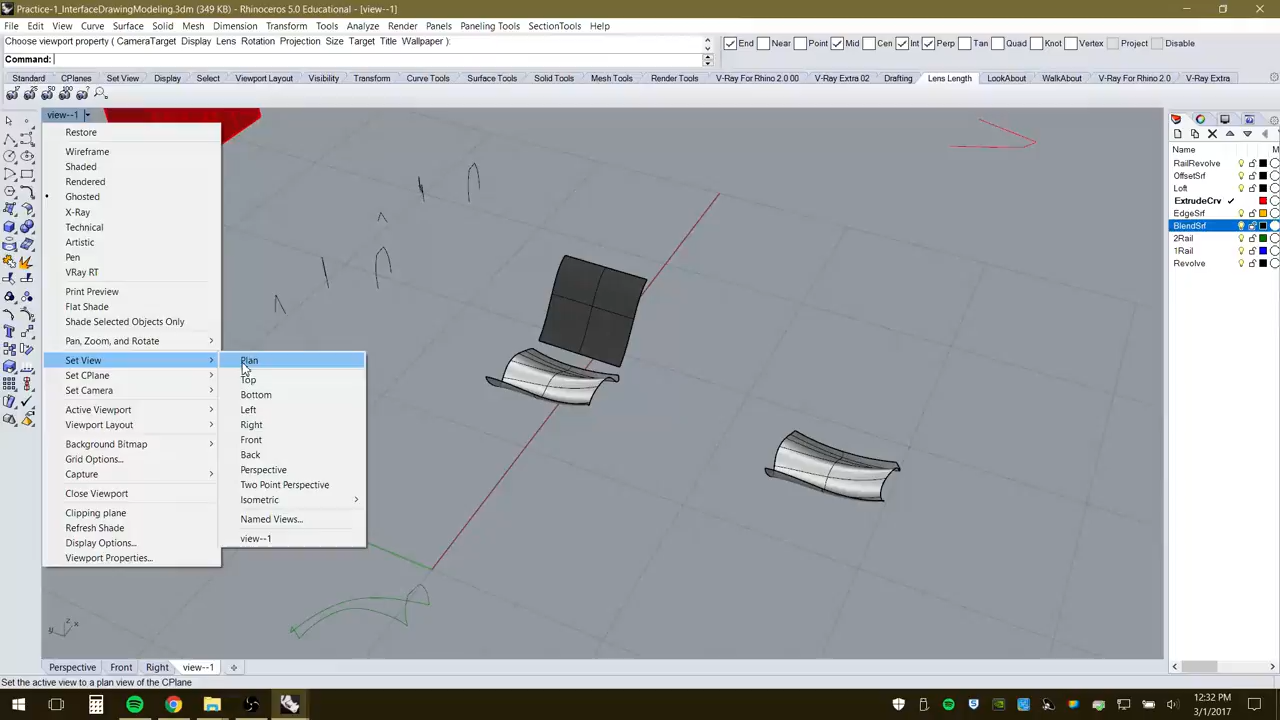 Practice-1_InterfaceDrawingModeling.3dm (349 KB) - Rhinoceros 5.0 Educational - [view--1]
File Edit View Curve Surface Solid Mesh Dimension Transform Tools Analyze Render Panels Paneling Tools SectionTools Help
Choose viewport property ( CameraTarget Display Lens Rotation Projection Size Target Title Wallpaper ):
Command:
End Near Point Mid Cen Int Perp Tan Quad Knot Vertex Project Disable
Standard CPlanes Set View Display Select Viewport Layout Visibility Transform Curve Tools Surface Tools Solid Tools Mesh Tools Render Tools V-Ray For Rhino 2.0 00 V-Ray Extra 02 Drafting Lens Length LookAbout WalkAbout V-Ray For Rhino 2.0 V-Ray Extra
view--1
Restore
Wireframe
Shaded
Rendered
Ghosted
X-Ray
Technical
Artistic
Pen
VRay RT
Print Preview
Flat Shade
Shade Selected Objects Only
Pan, Zoom, and Rotate
Set View
Set CPlane
Set Camera
Active Viewport
Viewport Layout
Background Bitmap
Grid Options...
Capture
Close Viewport
Clipping plane
Refresh Shade
Display Options...
Viewport Properties...
Plan
Top
Bottom
Left
Right
Front
Back
Perspective
Two Point Perspective
Isometric
Named Views...
view--1
Name M
RailRevolve
OffsetSrf
Loft
ExtrudeCrv
EdgeSrf
BlendSrf
2Rail
1Rail
Revolve
z
y x
Perspective Front Right view--1
Set the active view to a plan view of the CPlane
12:32 PM
3/1/2017